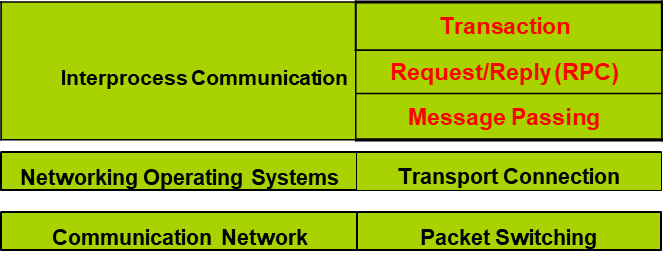 Transaction
Interprocess Communication
Request/Reply (RPC)
Message Passing
Networking Operating Systems
Transport Connection
Communication Network
Packet Switching